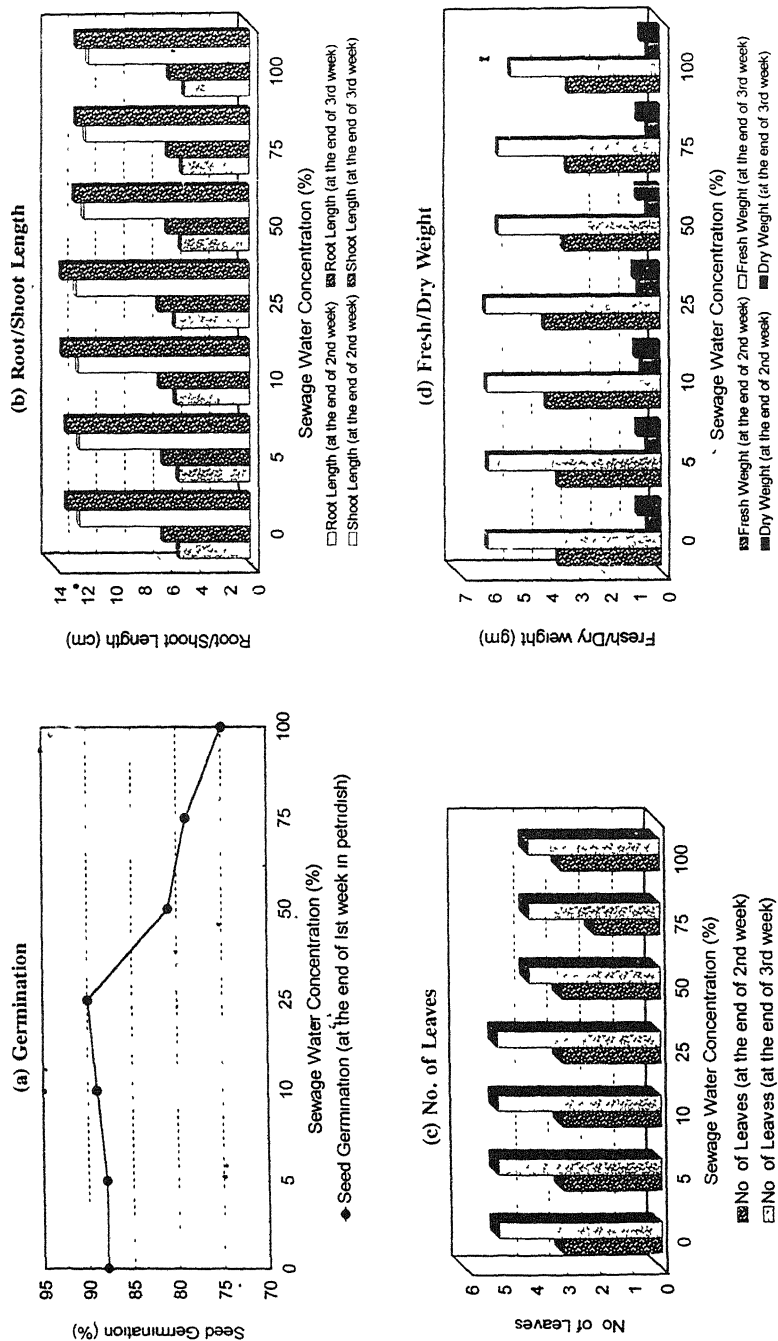 (a) Germination
95
90
85
80
75
70
Seed Germination (%)
0 5 10 25 50 75 100
Sewage Water Concentration (%)
Seed Germination (at the end of 1st week in petridish)
(b) Root/Shoot Length
14
12
10
8
6
4
2
0
Root/Shoot Length (cm)
0 5 10 25 50 75 100
Sewage Water Concentration (%)
Root Length (at the end of 2nd week) Root Length (at the end of 3rd week)
Shoot Length (at the end of 2nd week) Shoot Length (at the end of 3rd week)
(c) No. of Leaves
6
5
4
3
2
1
0
No of Leaves
0 5 10 25 50 75 100
Sewage Water Concentration (%)
No of Leaves (at the end of 2nd week)
No of Leaves (at the end of 3rd week)
(d) Fresh/Dry Weight
7
6
5
4
3
2
1
0
Fresh/Dry weight (gm)
0 5 10 25 50 75 100
Sewage Water Concentration (%)
Fresh Weight (at the end of 2nd week) Fresh Weight (at the end of 3rd week)
Dry Weight (at the end of 2nd week) Dry Weight (at the end of 3rd week)